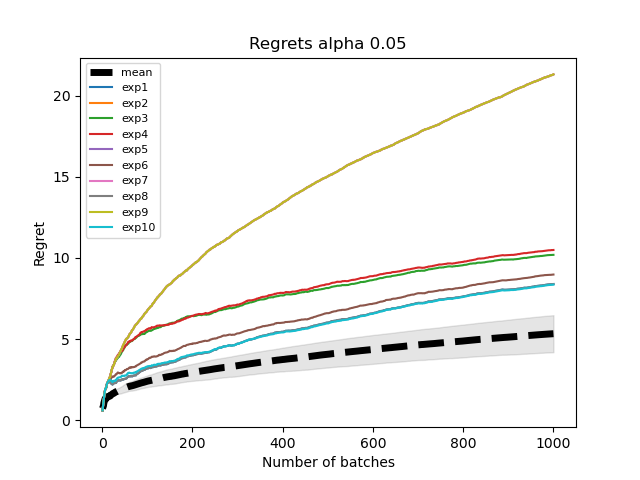 Regrets alpha 0.05
mean
exp1
exp2
exp3
exp4
exp5
exp6
exp7
exp8
exp9
exp10
20
15
10
5
0
Regret
0 200 400 600 800 1000
Number of batches